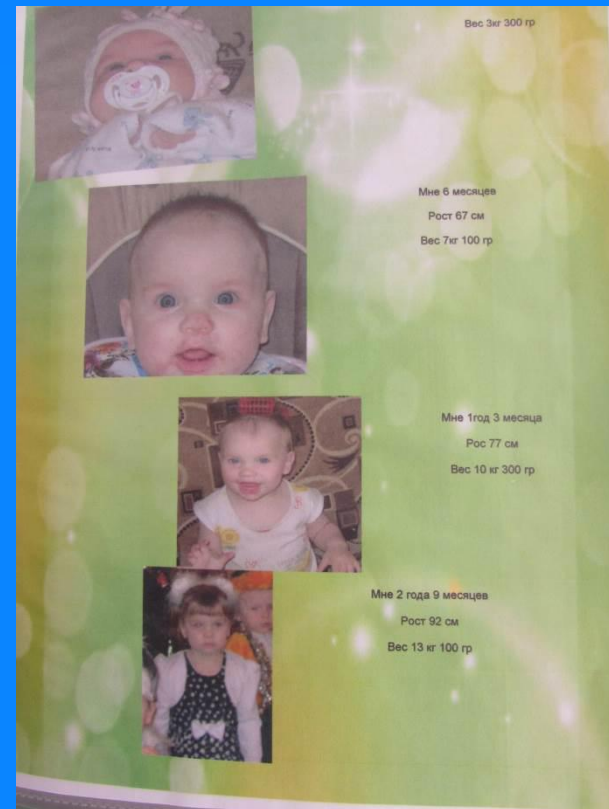 Вес 3кг 300 гр
Мне 6 месяцев
Рост 67 см
Вес 7кг 100 гр
Мне 1год 3 месяца
Рос 77 см
Вес 10 кг 300 гр
Мне 2 года 9 месяцев
Рост 92 см
Вес 13 кг 100 гр